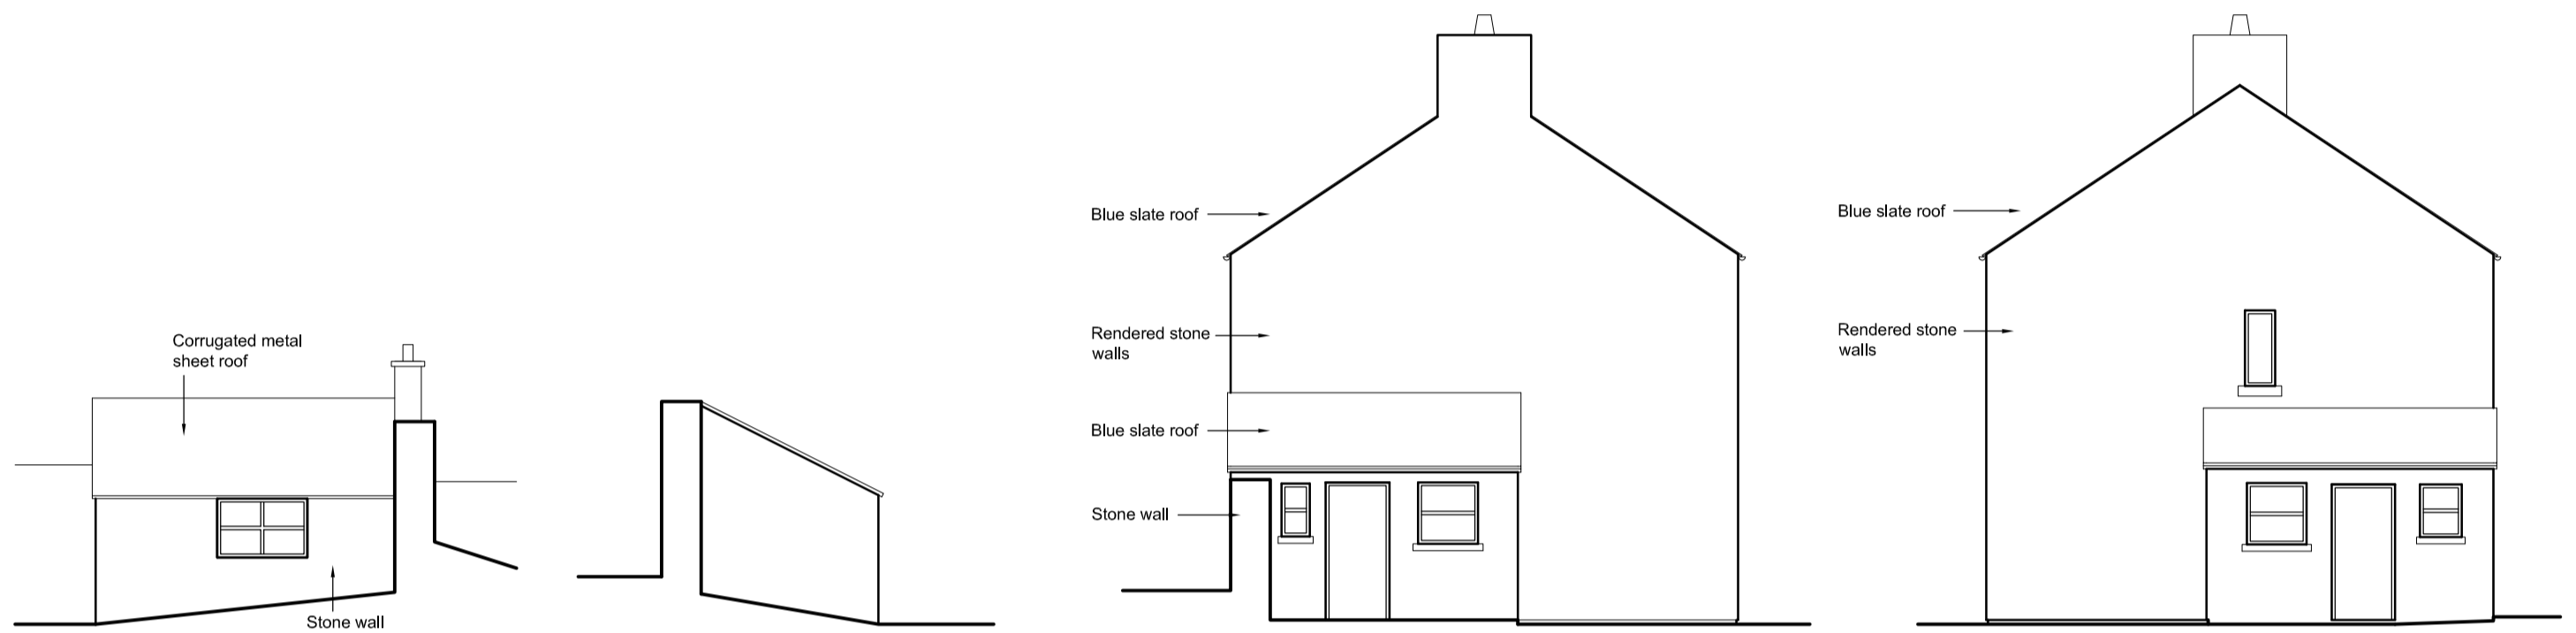 Corrugated metal
sheet roof
Stone wall
Blue slate roof
Rendered stone
walls
Blue slate roof
Stone wall
Blue slate roof
Rendered stone
walls